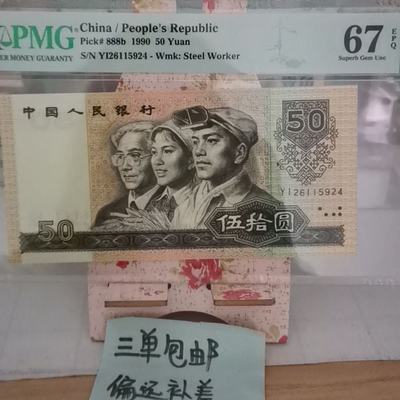 PMG
PAPER MONEY GUARANTY
China / People's Republic
Pick# 888b 1990 50 Yuan
S/N YI26115924 - Wmk: Steel Worker
67
EPQ
Superb Gem Unc
中国人民银行
50
YI26115924
50
伍拾圆
三单包邮
偏远补差